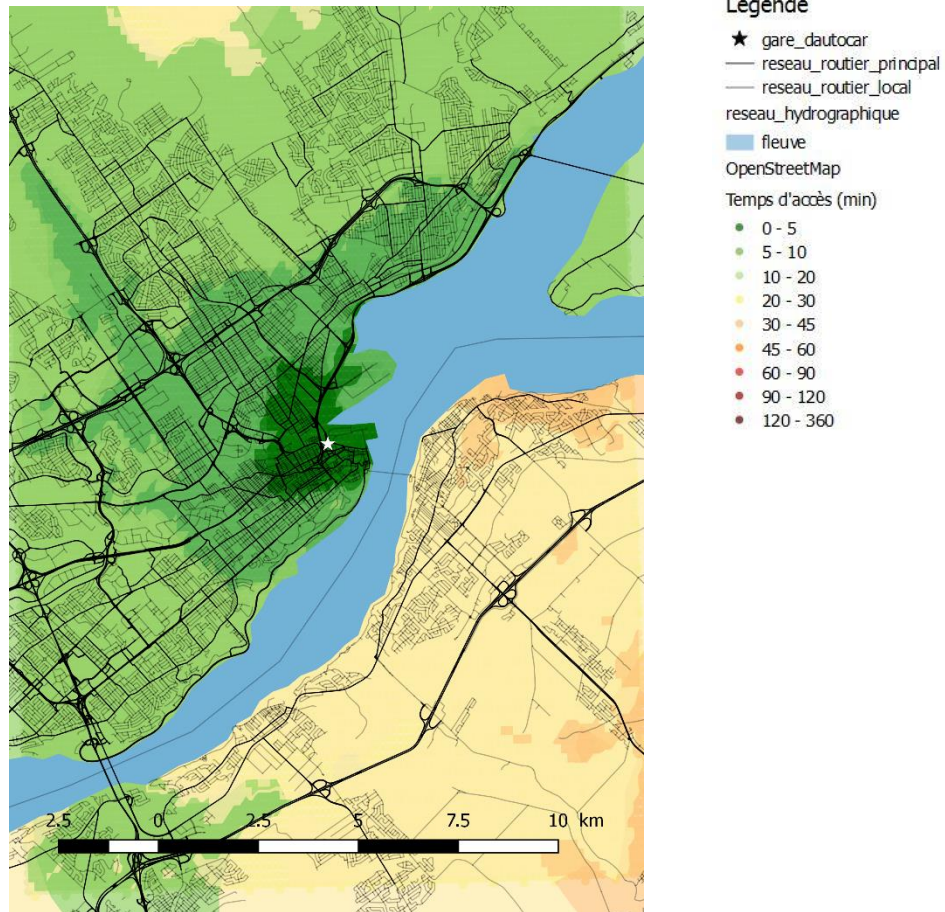 Légende
gare_dautocar
reseau_routier_principal
reseau_routier_local
reseau_hydrographique
fleuve
OpenStreetMap
Temps d'accès (min)
0 - 5
5 - 10
10 - 20
20 - 30
30 - 45
45 - 60
60 - 90
90 - 120
120 - 360
2.5 0 2.5 5 7.5 10 km